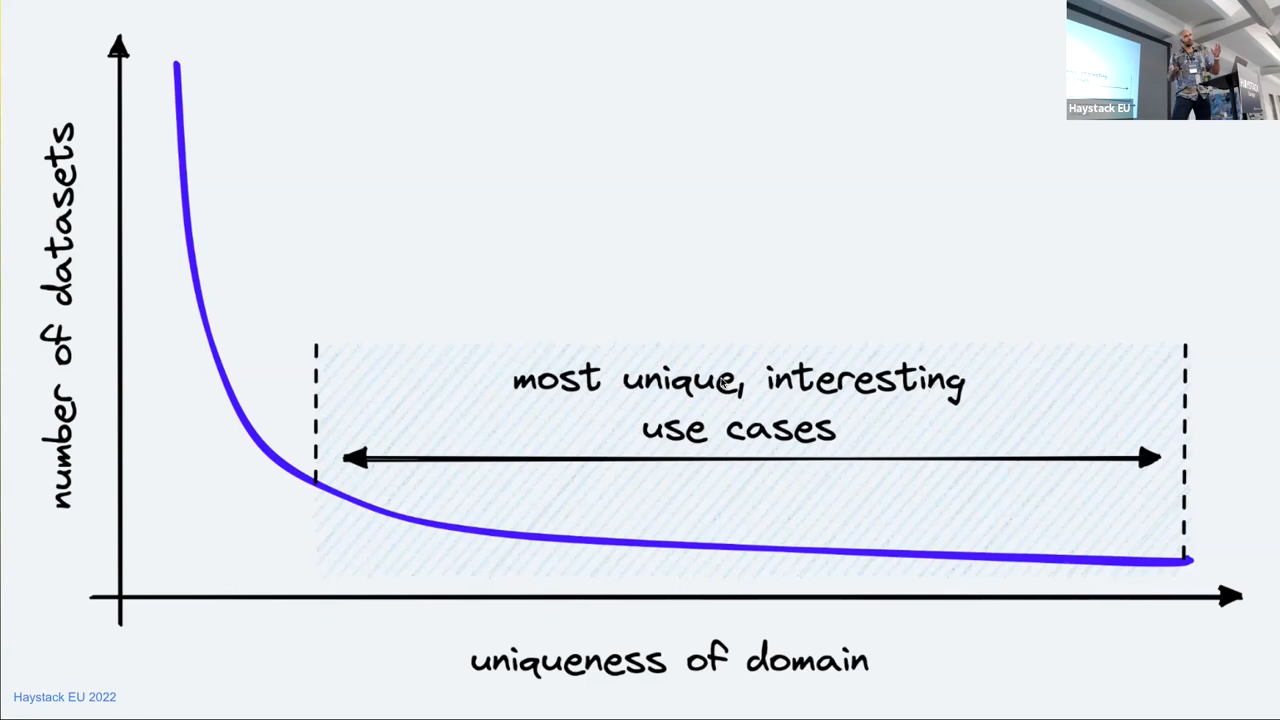 number of datasets
most unique, interesting
use cases
uniqueness of domain
Haystack EU 2022
Haystack EU